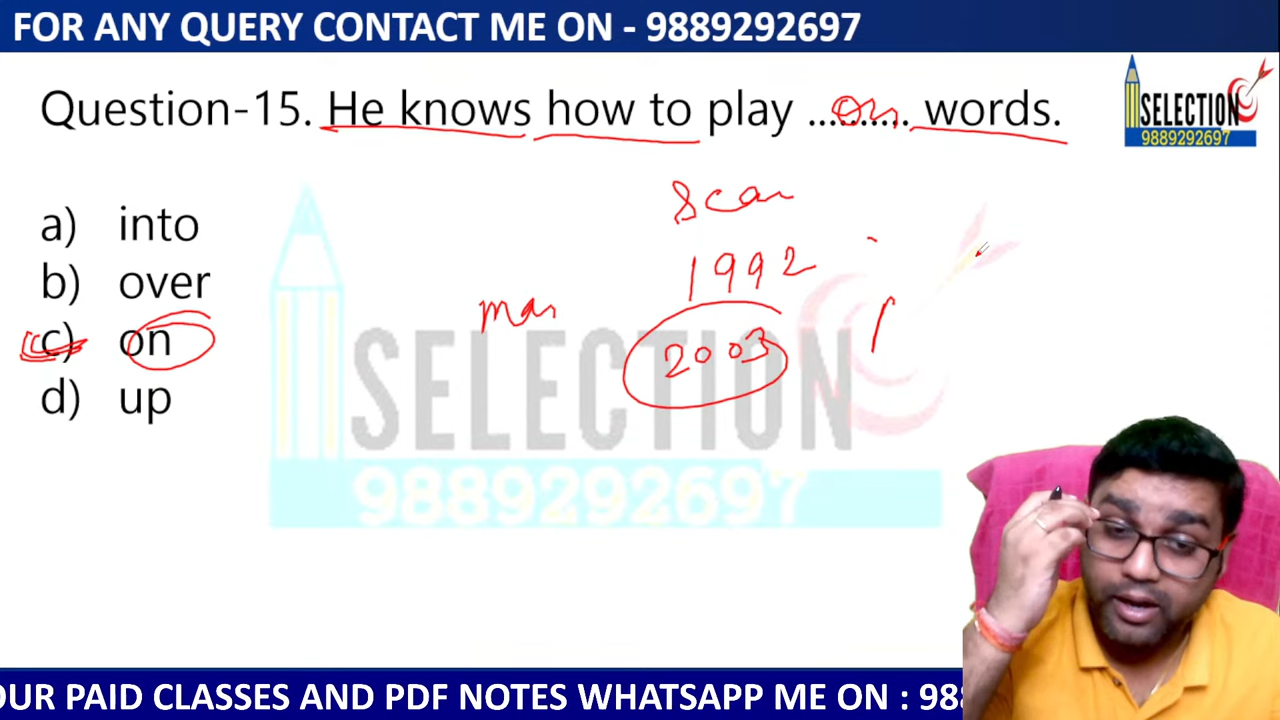 FOR ANY QUERY CONTACT ME ON - 9889292697
Question-15. He knows how to play ...on... words.
SELECTION
9889292697
a) into
b) over
c) on
d) up
scam
1992
man
2003
SELECTION
9889292697
OUR PAID CLASSES AND PDF NOTES WHATSAPP ME ON : 98